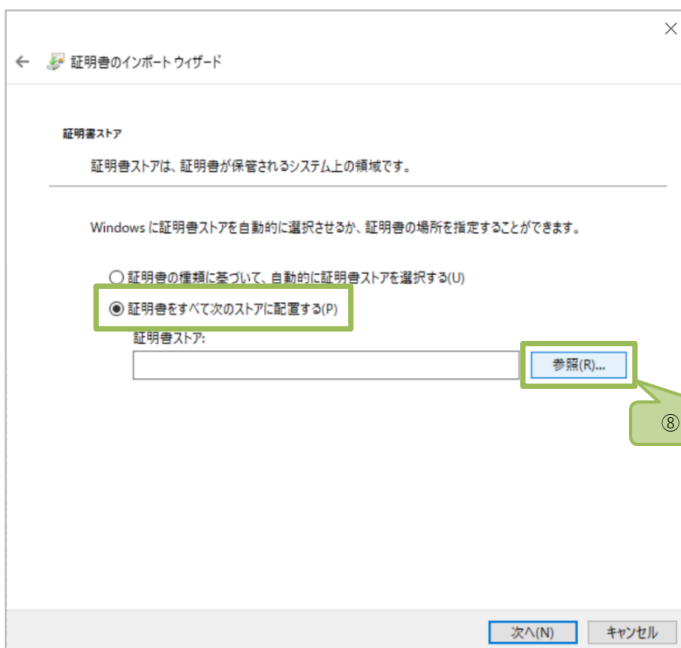 証明書のインポート ウィザード
証明書ストア
証明書ストアは、証明書が保管されるシステム上の領域です。
Windows に証明書ストアを自動的に選択させるか、証明書の場所を指定することができます。
証明書の種類に基づいて、自動的に証明書ストアを選択する(U)
証明書をすべて次のストアに配置する(P)
証明書ストア:
参照(R)...
⑧
次へ(N) キャンセル